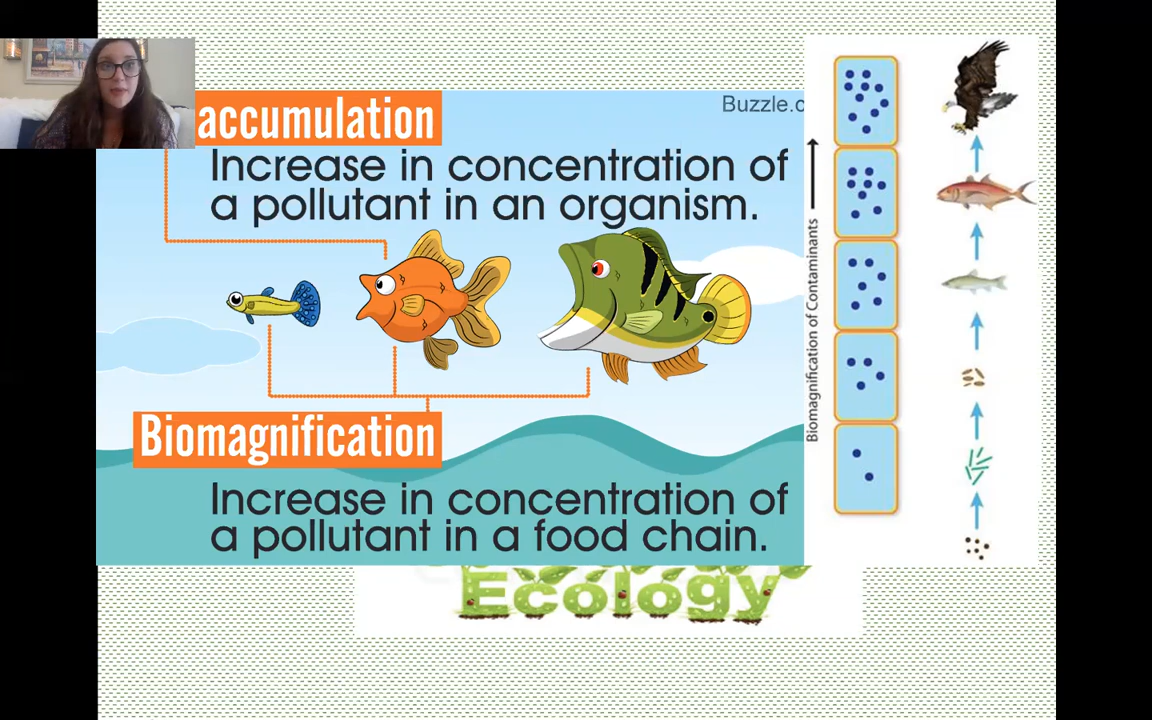 Buzzle.c
accumulation
Increase in concentration of
a pollutant in an organism.
Biomagnification
Increase in concentration of
a pollutant in a food chain.
Biomagnification of Contaminants
Ecology